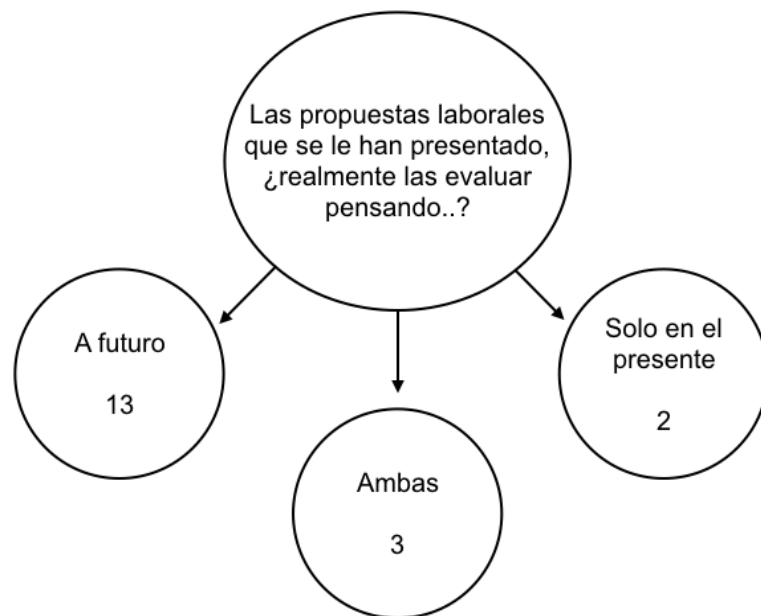 Las propuestas laborales
que se le han presentado,
¿realmente las evaluar
pensando..?
A futuro
13
Ambas
3
Solo en el
presente
2